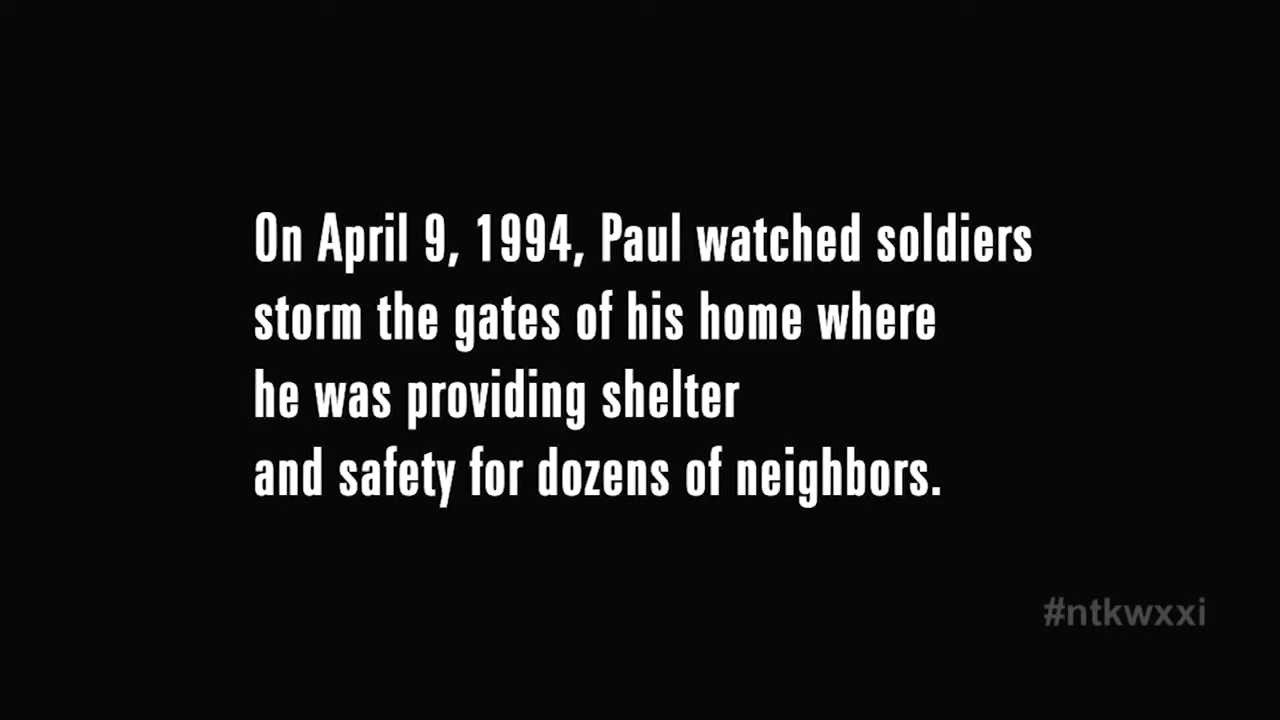 On April 9, 1994, Paul watched soldiers
storm the gates of his home where
he was providing shelter
and safety for dozens of neighbors.
#ntkwxxi